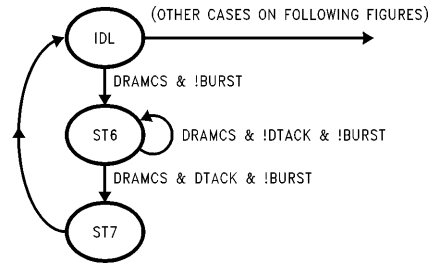 (OTHER CASES ON FOLLOWING FIGURES)
IDL
DRAMCS & !BURST
ST6
DRAMCS & !DTACK & !BURST
DRAMCS & DTACK & !BURST
ST7